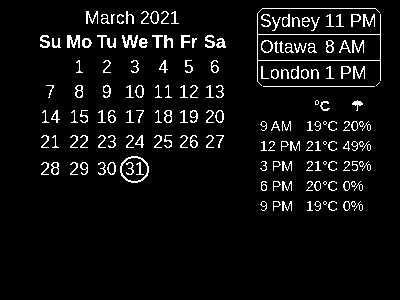 March 2021
Su Mo Tu We Th Fr Sa
1 2 3 4 5 6
7 8 9 10 11 12 13
14 15 16 17 18 19 20
21 22 23 24 25 26 27
28 29 30 31
Sydney 11 PM
Ottawa 8 AM
London 1 PM
°C ☂
9 AM 19°C 20%
12 PM 21°C 49%
3 PM 21°C 25%
6 PM 20°C 0%
9 PM 19°C 0%